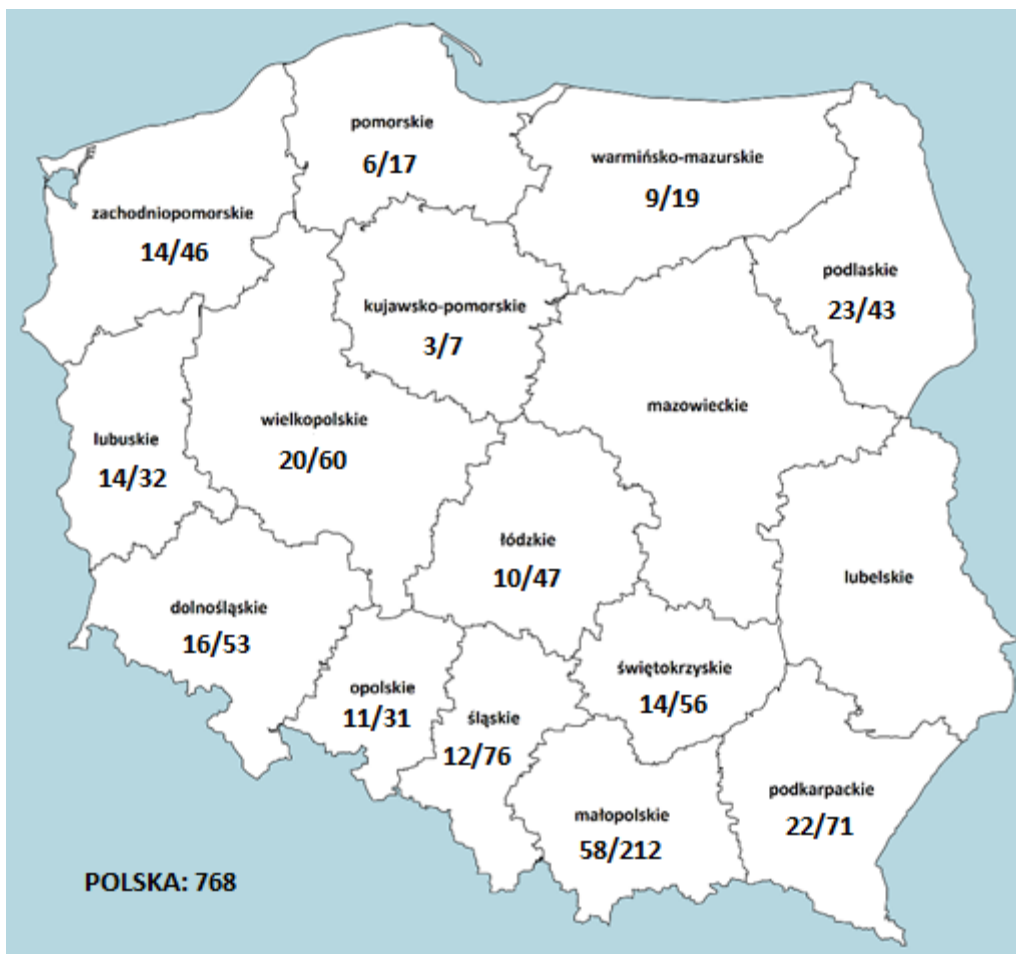 pomorskie
6/17
warmińsko-mazurskie
9/19
zachodniopomorskie
14/46
podlaskie
23/43
kujawsko-pomorskie
3/7
mazowieckie
wielkopolskie
20/60
lubuskie
14/32
łódzkie
10/47
lubelskie
dolnośląskie
16/53
świętokrzyskie
14/56
opolskie
11/31
śląskie
12/76
podkarpackie
22/71
małopolskie
58/212
POLSKA: 768